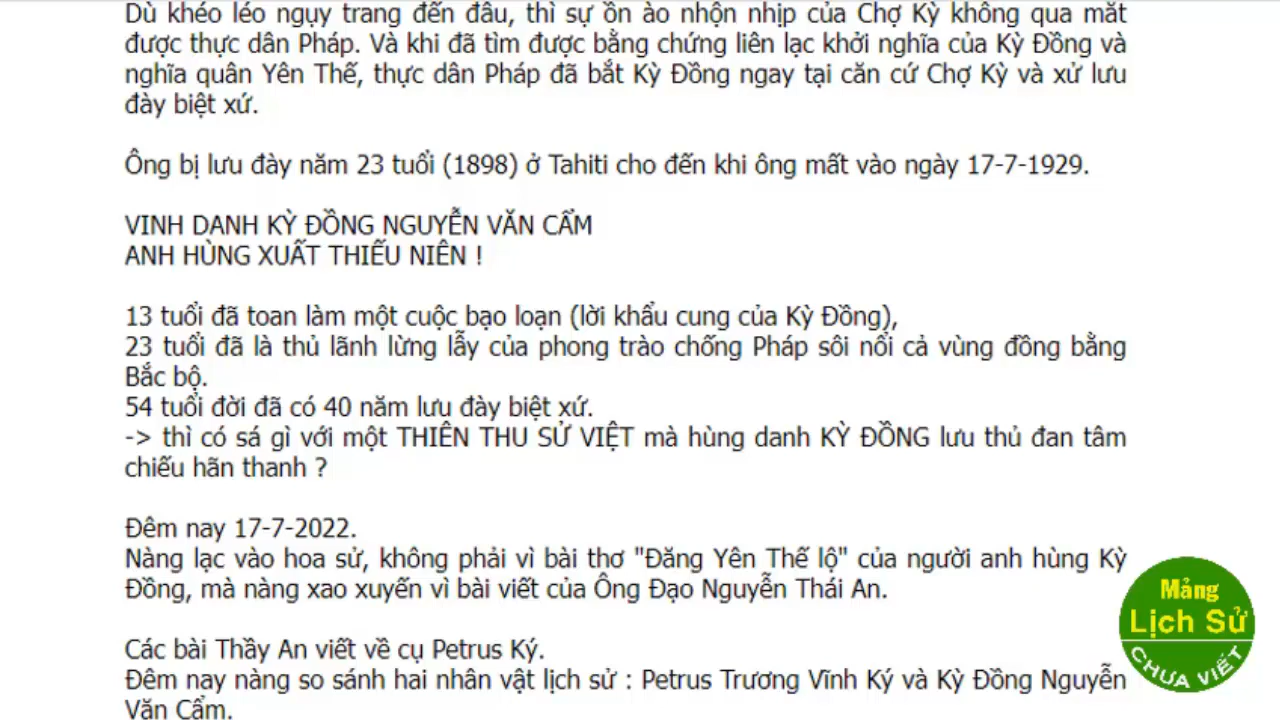 Dù khéo léo ngụy trang đến đâu, thì sự ồn ào nhộn nhịp của Chợ Kỳ không qua mắt
được thực dân Pháp. Và khi đã tìm được bằng chứng liên lạc khởi nghĩa của Kỳ Đồng và
nghĩa quân Yên Thế, thực dân Pháp đã bắt Kỳ Đồng ngay tại căn cứ Chợ Kỳ và xử lưu
đày biệt xứ.
Ông bị lưu đày năm 23 tuổi (1898) ở Tahiti cho đến khi ông mất vào ngày 17-7-1929.
VINH DANH KỲ ĐỒNG NGUYỄN VĂN CẨM
ANH HÙNG XUẤT THIẾU NIÊN !
13 tuổi đã toan làm một cuộc bạo loạn (lời khẩu cung của Kỳ Đồng),
23 tuổi đã là thủ lãnh lừng lẫy của phong trào chống Pháp sôi nổi cả vùng đồng bằng
Bắc bộ.
54 tuổi đời đã có 40 năm lưu đày biệt xứ.
-> thì có sá gì với một THIÊN THU SỬ VIỆT mà hùng danh KỲ ĐỒNG lưu thủ đan tâm
chiếu hãn thanh ?
Đêm nay 17-7-2022.
Nàng lạc vào hoa sử, không phải vì bài thơ "Đăng Yên Thế lộ" của người anh hùng Kỳ
Đồng, mà nàng xao xuyến vì bài viết của Ông Đạo Nguyễn Thái An.
Các bài Thầy An viết về cụ Petrus Ký.
Đêm nay nàng so sánh hai nhân vật lịch sử : Petrus Trương Vĩnh Ký và Kỳ Đồng Nguyễn
Văn Cẩm.
Mảng
Lịch Sử
CHƯA VIẾT